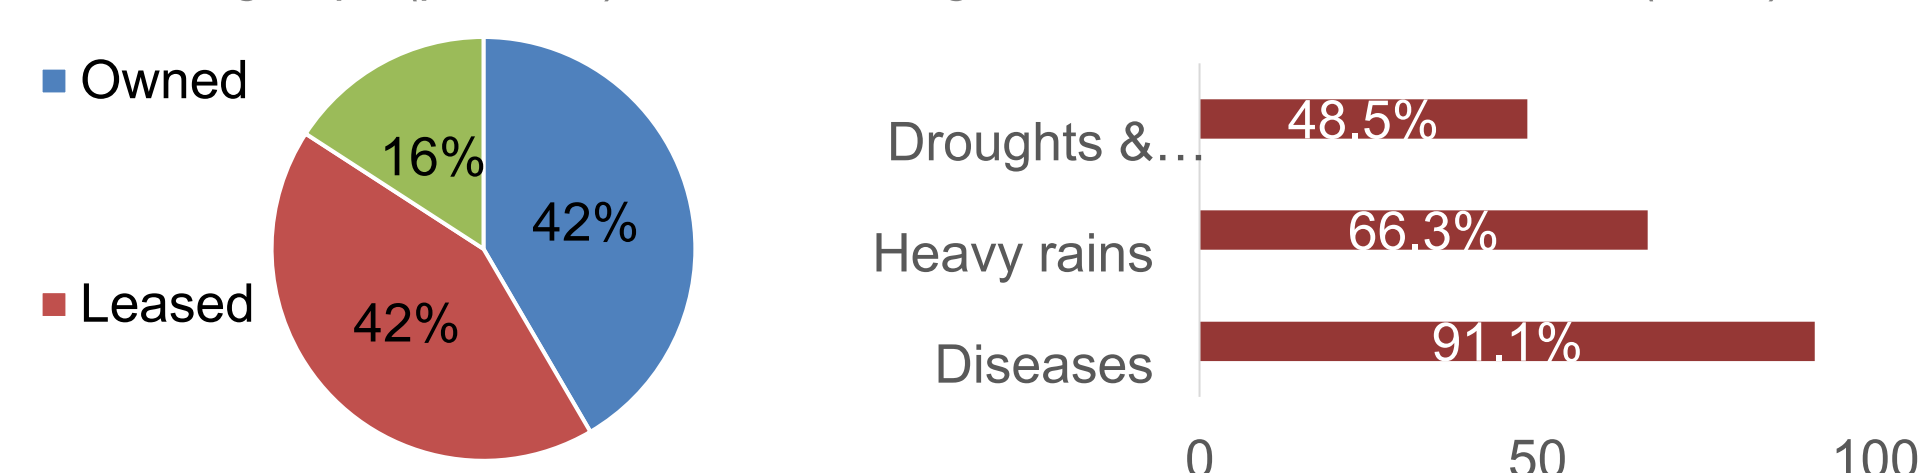 Owned
Leased
16%
42%
42%
Droughts &…
48.5%
Heavy rains
66.3%
Diseases
91.1%
0 50 100